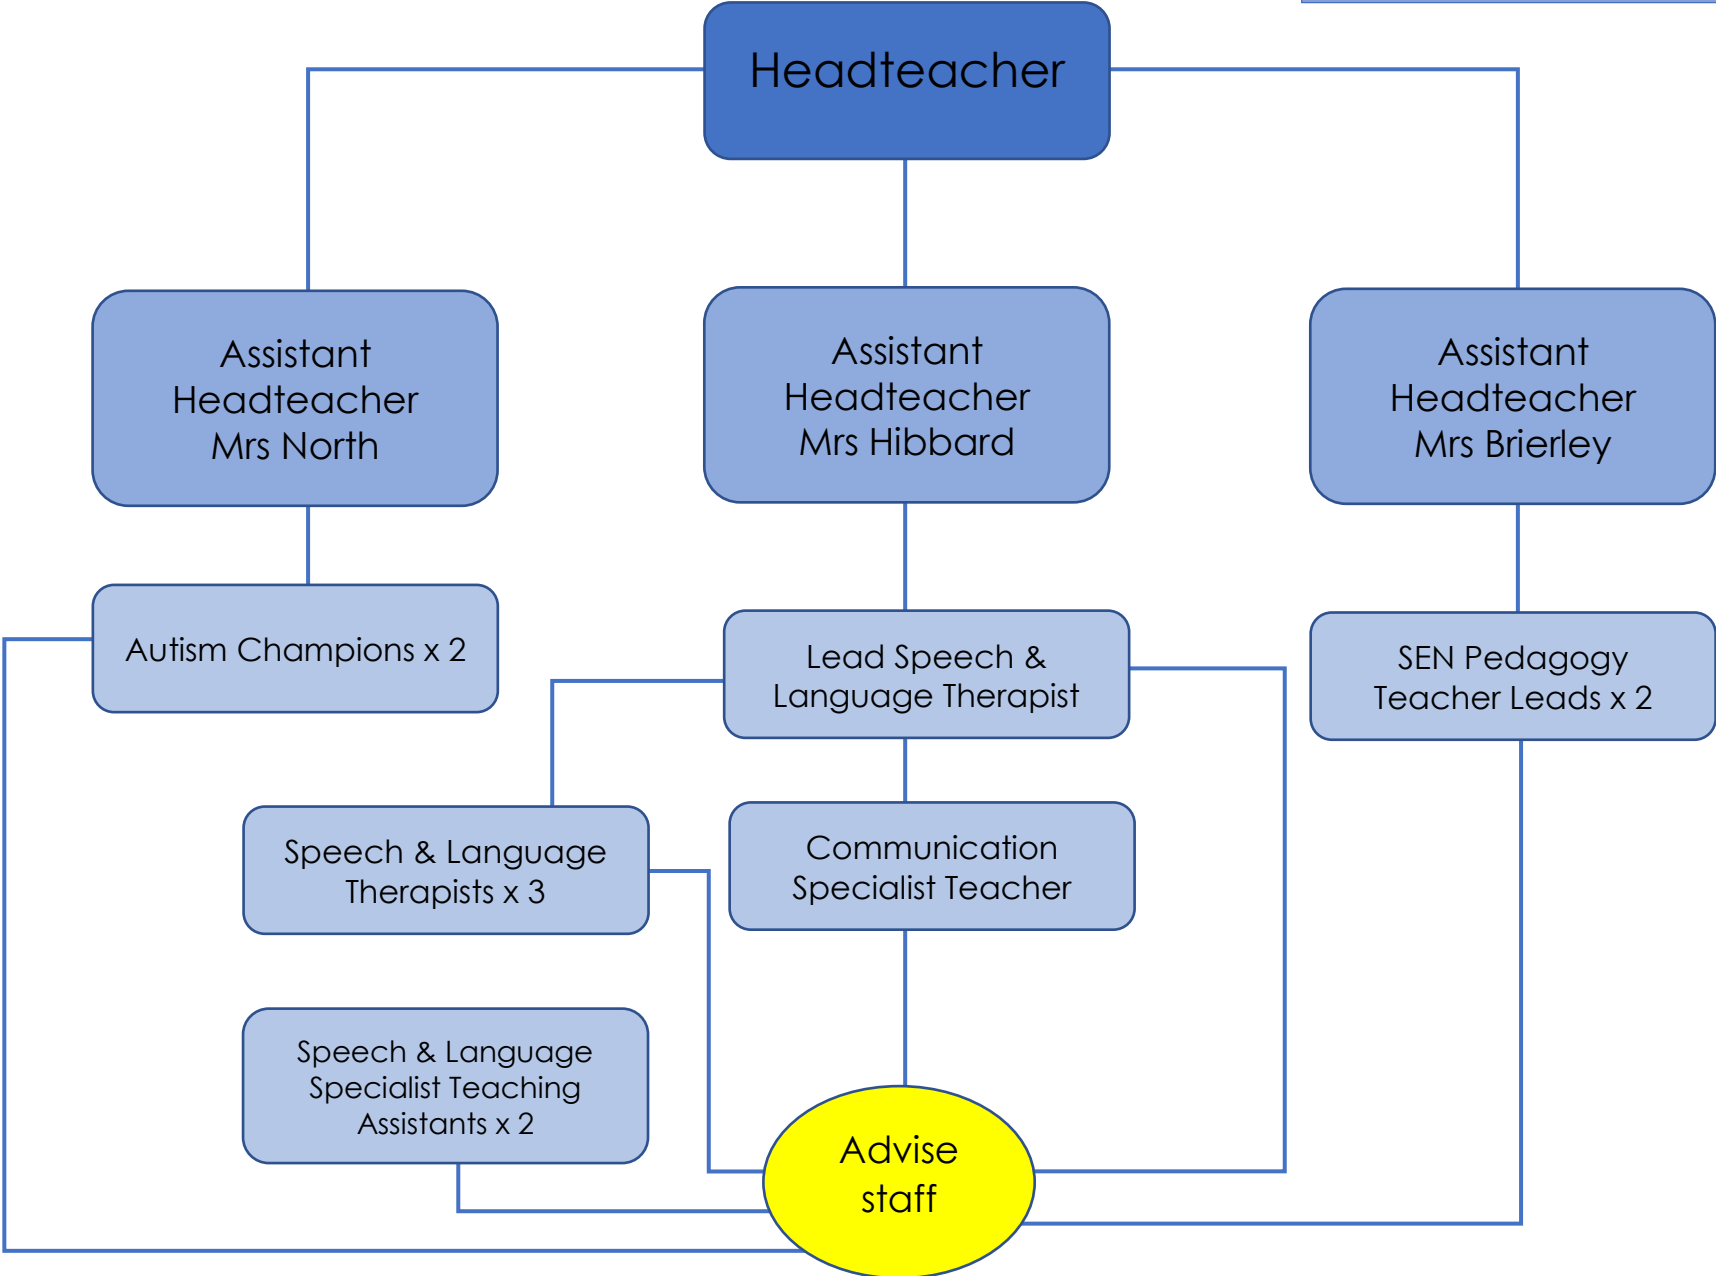 Headteacher
Assistant
Headteacher
Mrs North
Assistant
Headteacher
Mrs Hibbard
Assistant
Headteacher
Mrs Brierley
Autism Champions x 2
Lead Speech &
Language Therapist
SEN Pedagogy
Teacher Leads x 2
Speech & Language
Therapists x 3
Communication
Specialist Teacher
Speech & Language
Specialist Teaching
Assistants x 2
Advise
staff